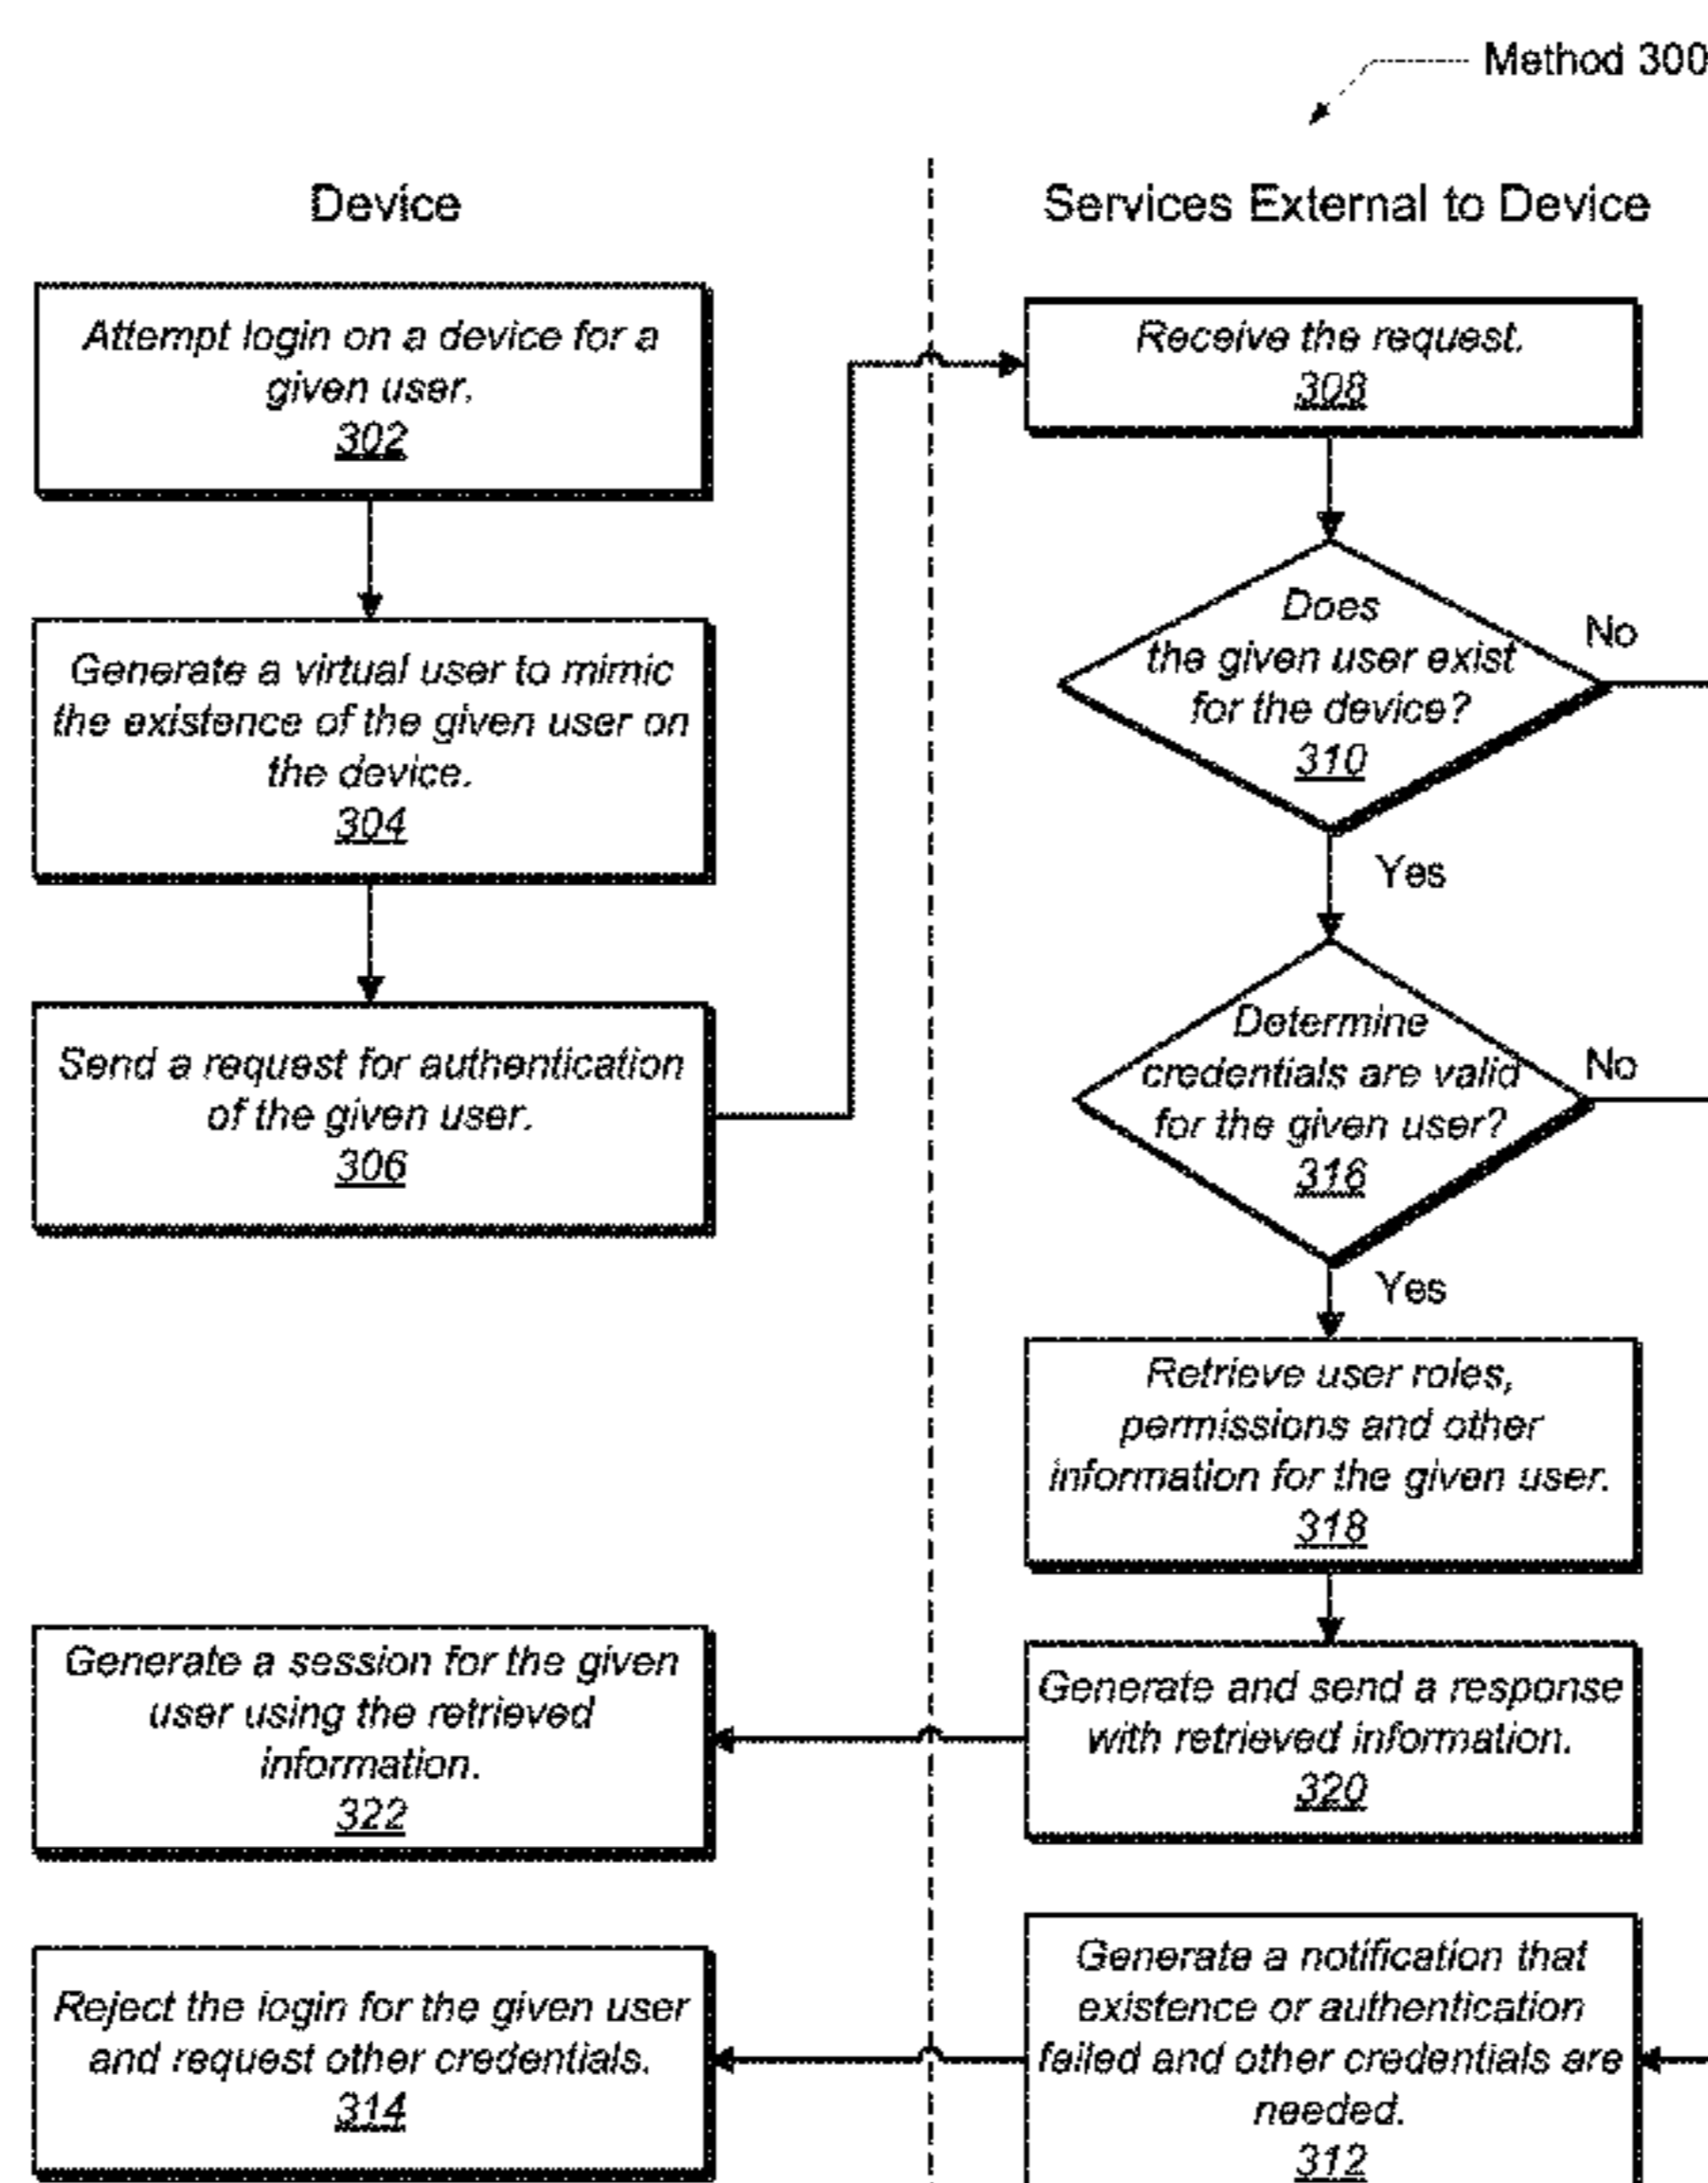 Method 300
Device
Services External to Device
Attempt login on a device for a
given user.
302
Generate a virtual user to mimic
the existence of the given user on
the device.
304
Send a request for authentication
of the given user.
306
Receive the request.
308
Does
the given user exist
for the device?
310
No
Yes
Determine
credentials are valid
for the given user?
316
No
Yes
Retrieve user roles,
permissions and other
information for the given user.
318
Generate and send a response
with retrieved information.
320
Generate a session for the given
user using the retrieved
information.
322
Generate a notification that
existence or authentication
failed and other credentials are
needed.
312
Reject the login for the given user
and request other credentials.
314